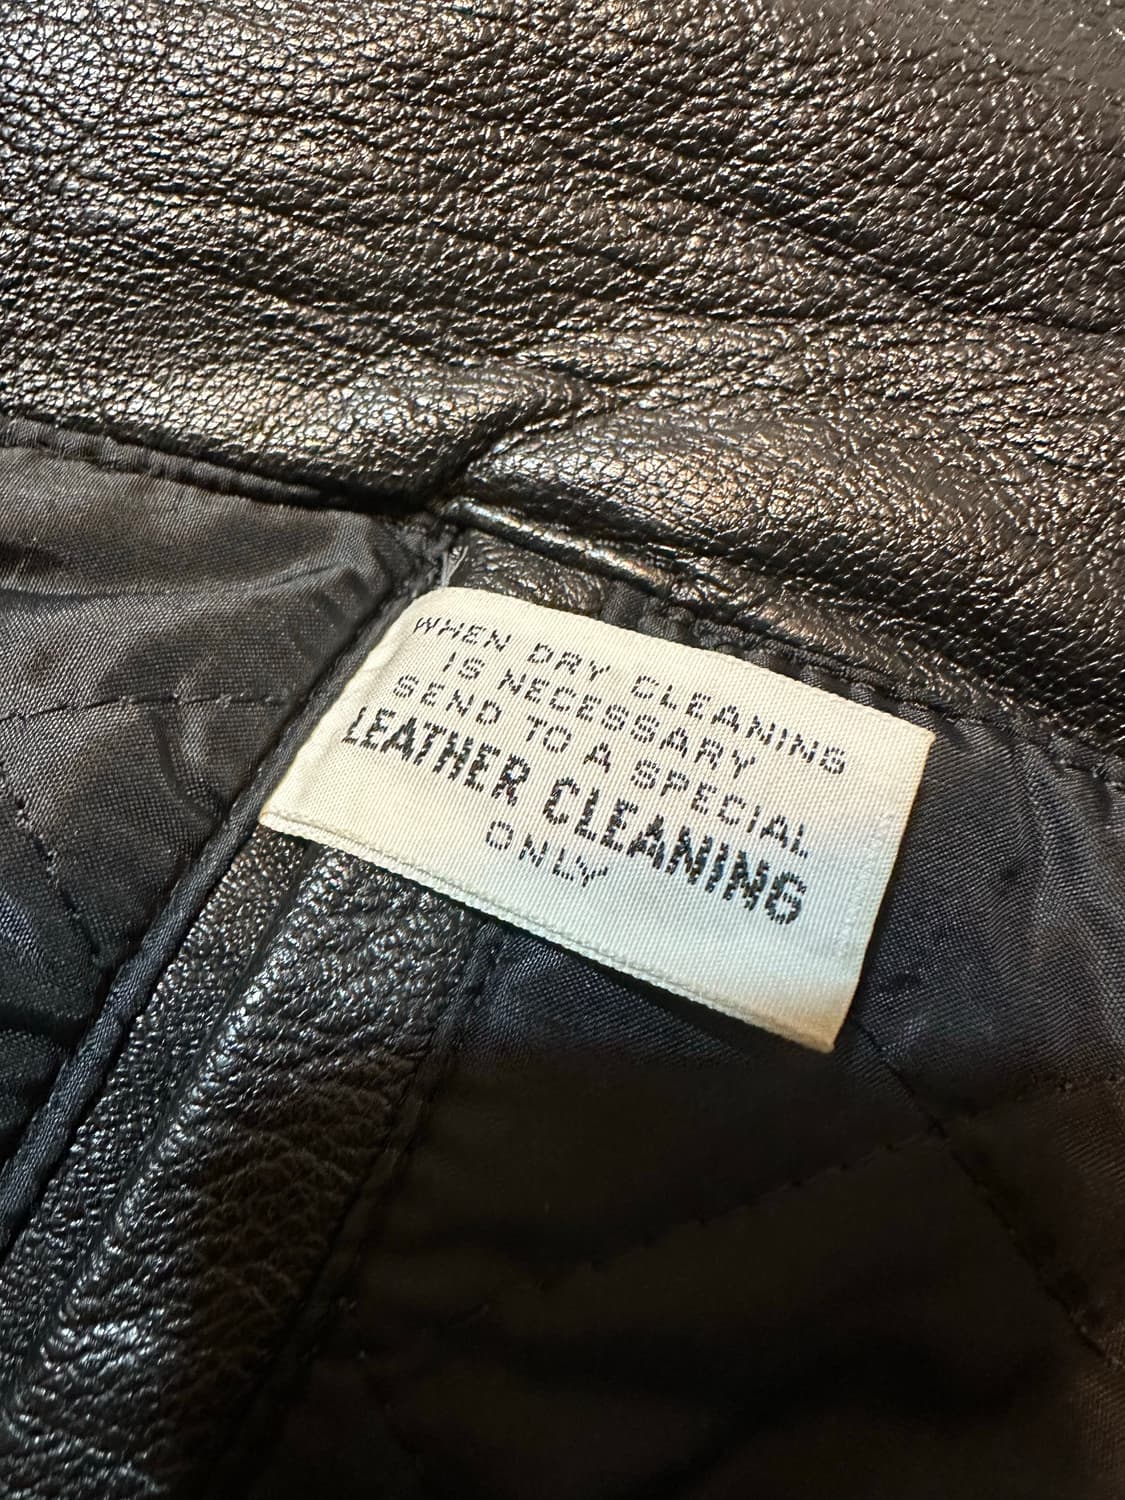 WHEN DRY CLEANING
IS NECESSARY
SEND TO A SPECIAL
LEATHER CLEANING
ONLY